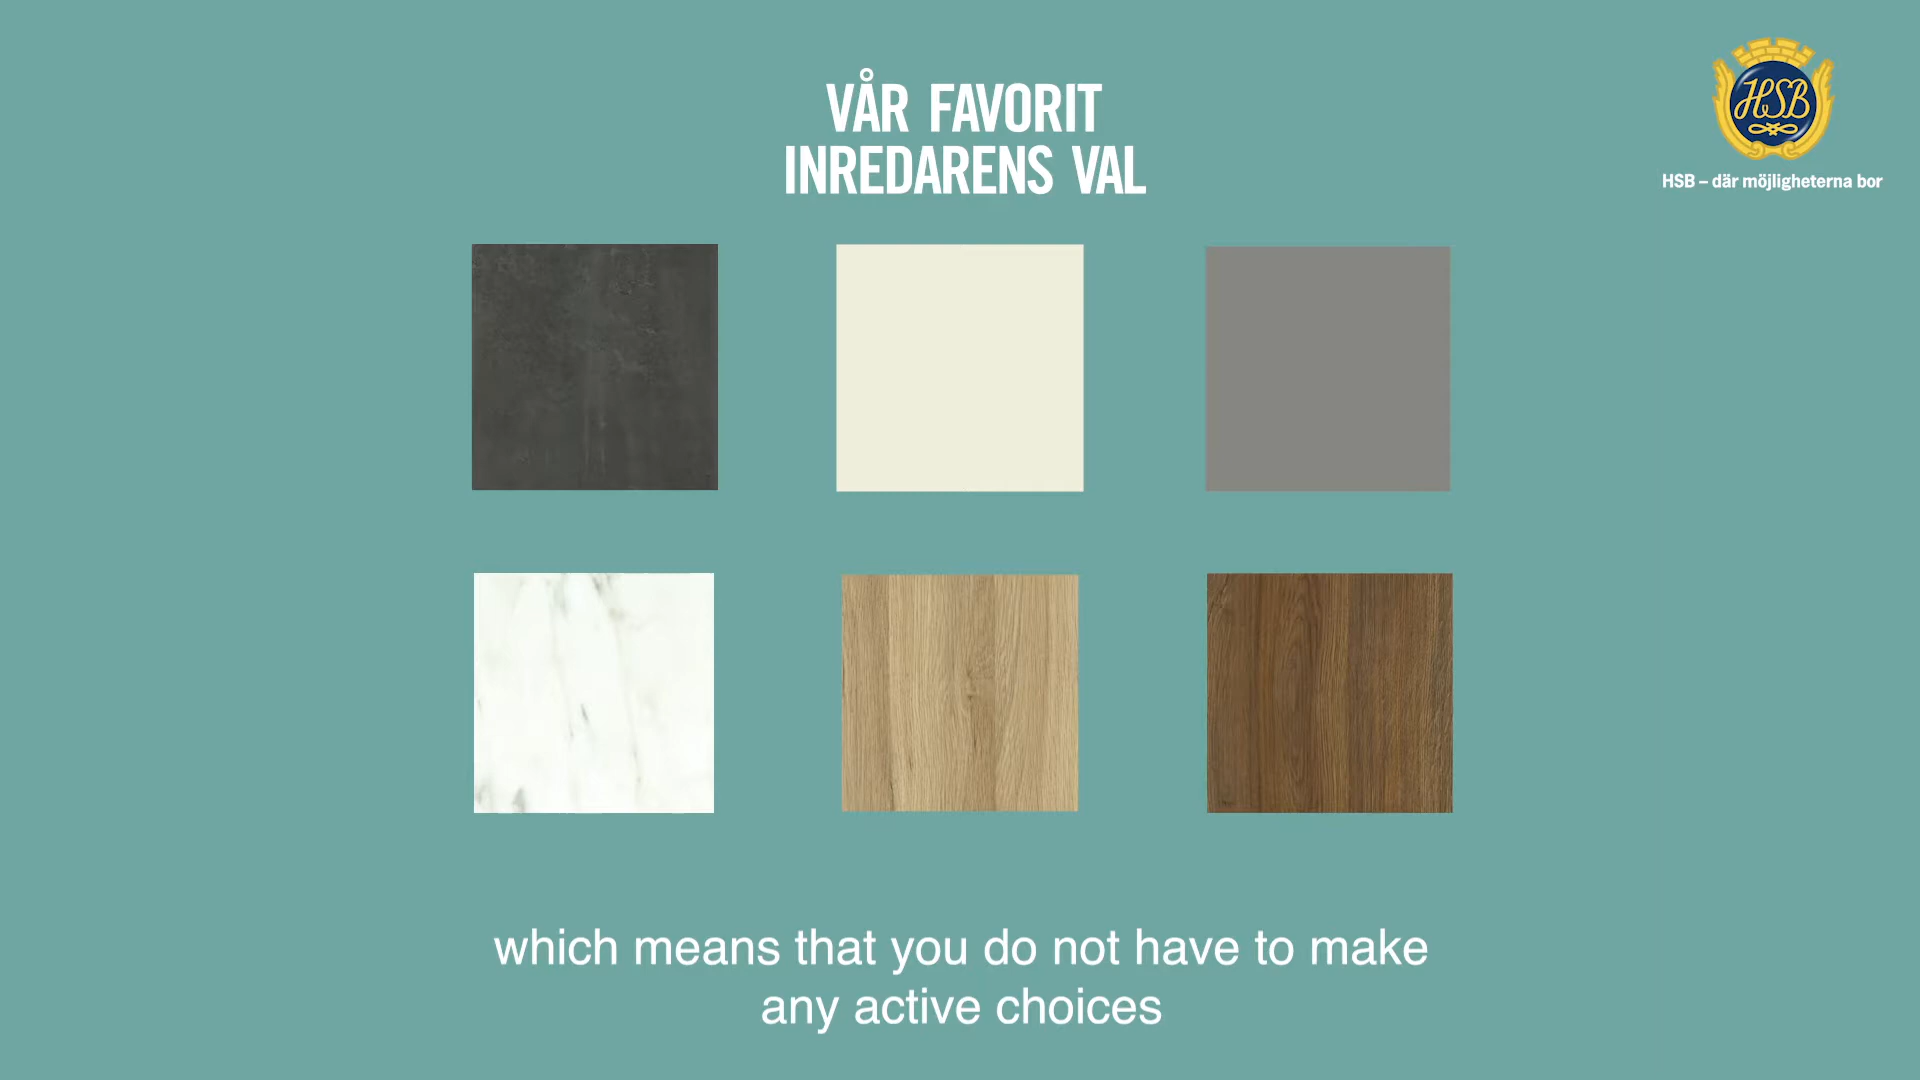 VÅR FAVORIT
INREDARENS VAL
HSB
HSB – där möjligheterna bor
which means that you do not have to make
any active choices